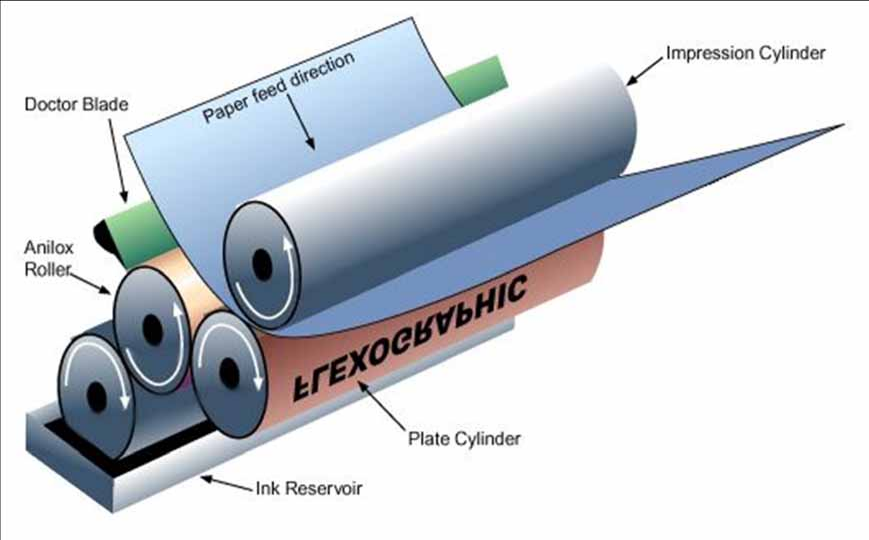 Impression Cylinder
Paper feed direction
Doctor Blade
Anilox
Roller
FLEXOGRAPHIC
Plate Cylinder
Ink Reservoir